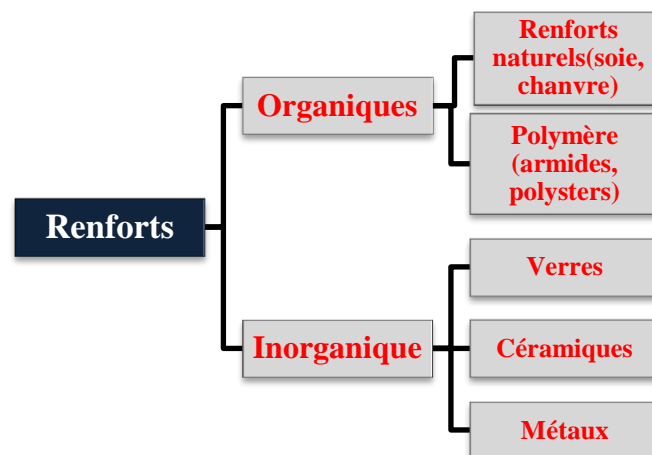 Renforts
Organiques
Renforts
naturels(soie,
chanvre)
Polymère
(armides,
polysters)
Inorganique
Verres
Céramiques
Métaux